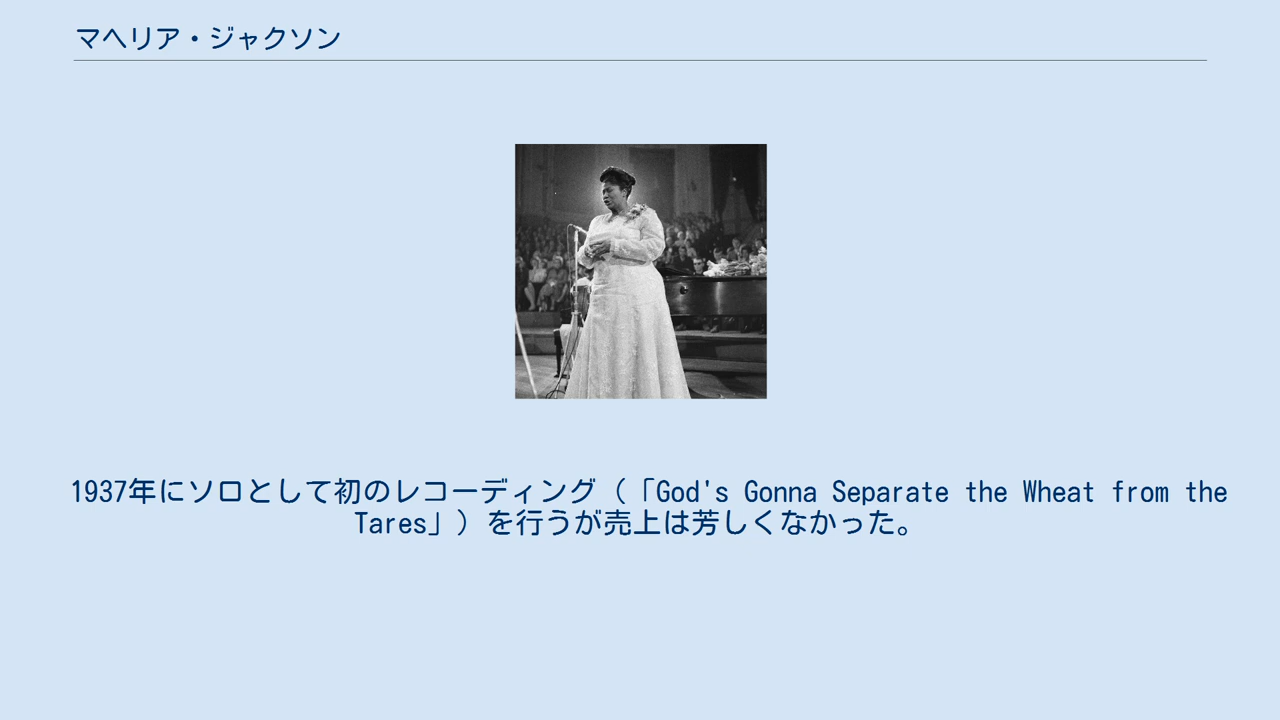 マヘリア・ジャクソン
1937年にソロとして初のレコーディング（「God's Gonna Separate the Wheat from the
Tares」）を行うが売上は芳しくなかった。